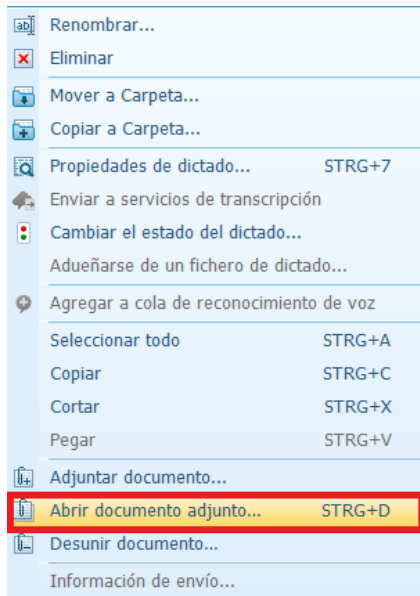 Renombrar...
Eliminar
Mover a Carpeta...
Copiar a Carpeta...
Propiedades de dictado... STRG+7
Enviar a servicios de transcripción
Cambiar el estado del dictado...
Adueñarse de un fichero de dictado...
Agregar a cola de reconocimiento de voz
Seleccionar todo STRG+A
Copiar STRG+C
Cortar STRG+X
Pegar STRG+V
Adjuntar documento...
Abrir documento adjunto... STRG+D
Desunir documento...
Información de envío...